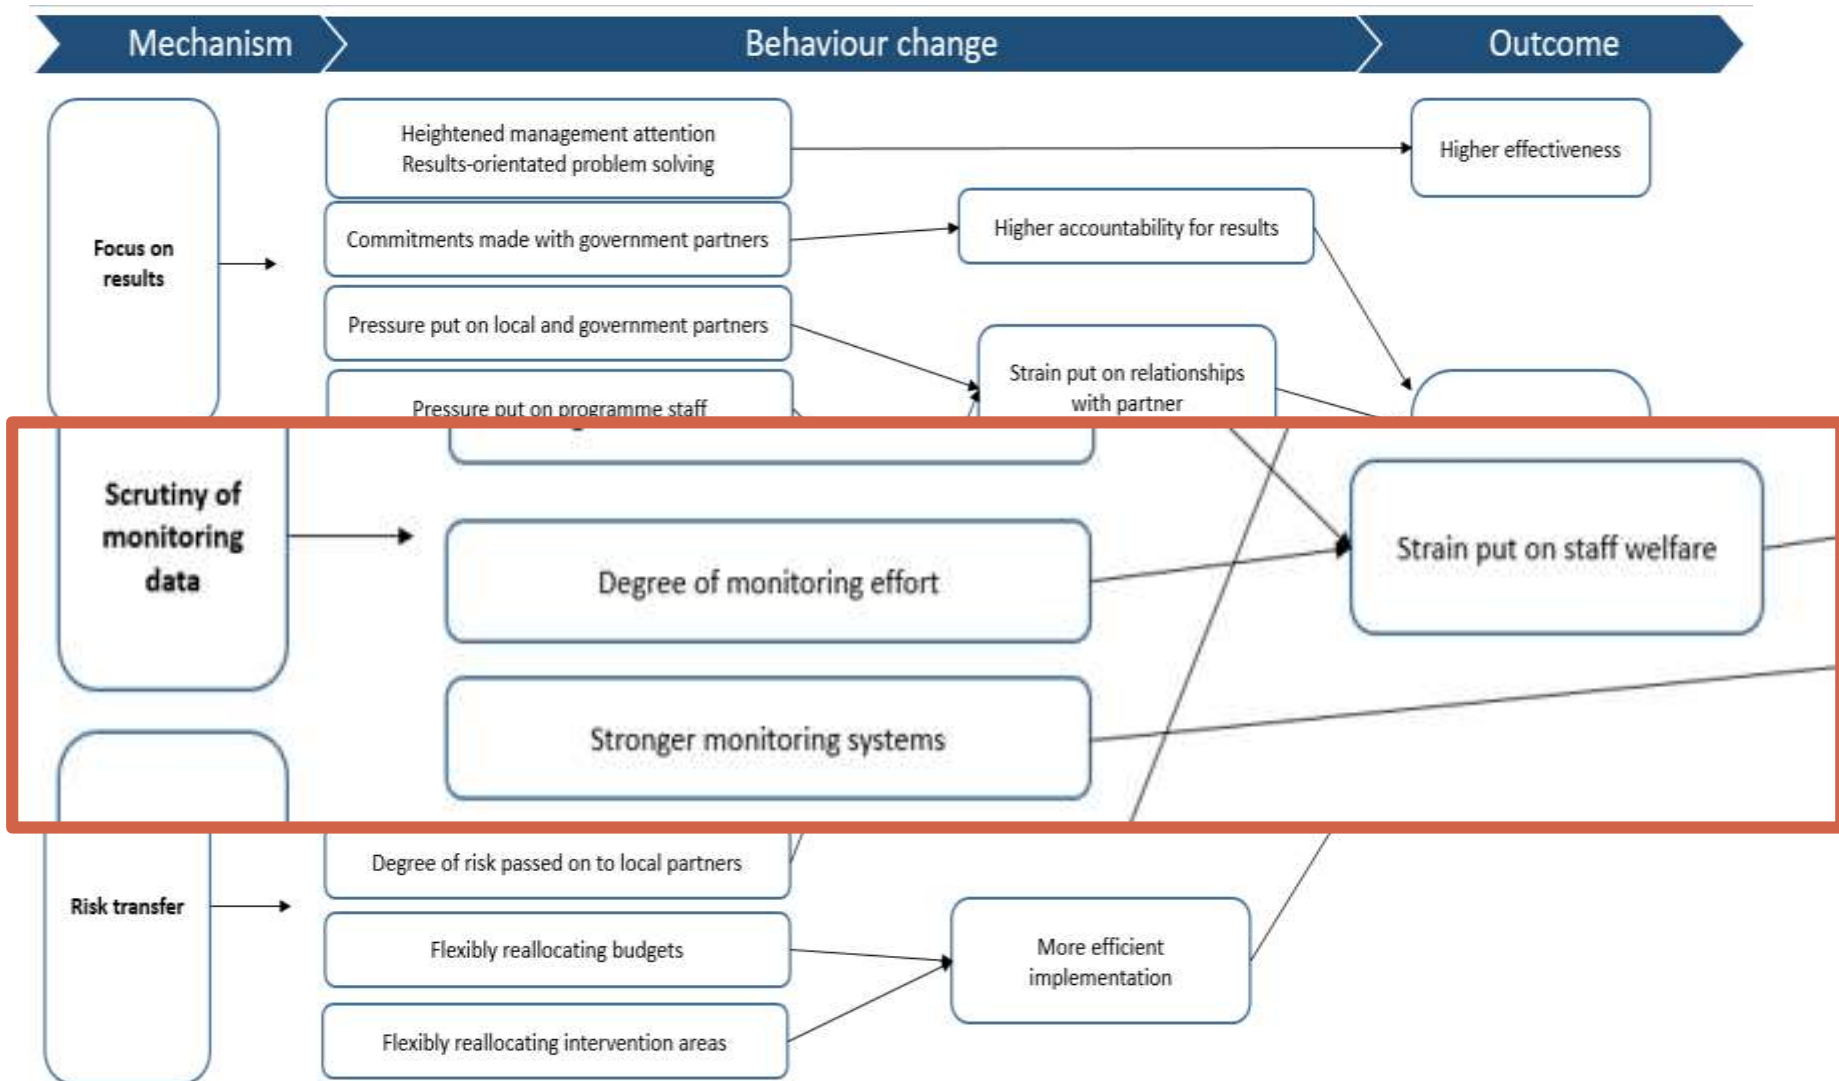 Mechanism
Behaviour change
Outcome
Focus on
results
Heightened management attention
Results-orientated problem solving
Higher effectiveness
Commitments made with government partners
Higher accountability for results
Pressure put on local and government partners
Strain put on relationships
with partner
Pressure put on programme staff
Scrutiny of
monitoring
data
Degree of monitoring effort
Strain put on staff welfare
Stronger monitoring systems
Risk transfer
Degree of risk passed on to local partners
Flexibly reallocating budgets
More efficient
implementation
Flexibly reallocating intervention areas